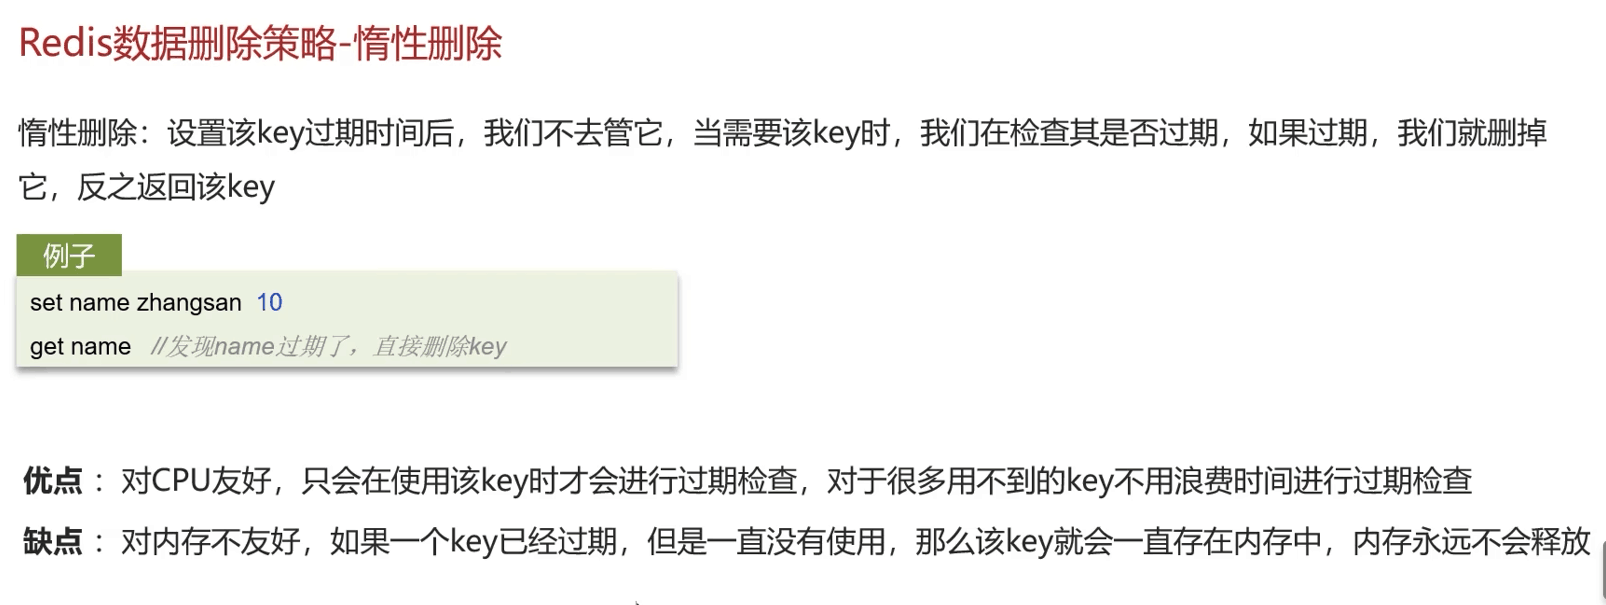 Redis数据删除策略-惰性删除
惰性删除：设置该key过期时间后，我们不去管它，当需要该key时，我们在检查其是否过期，如果过期，我们就删掉
它，反之返回该key
例子
set name zhangsan 10
get name //发现name过期了，直接删除key
优点 ：对CPU友好，只会在使用该key时才会进行过期检查，对于很多用不到的key不用浪费时间进行过期检查
缺点 ：对内存不友好，如果一个key已经过期，但是一直没有使用，那么该key就会一直存在内存中，内存永远不会释放